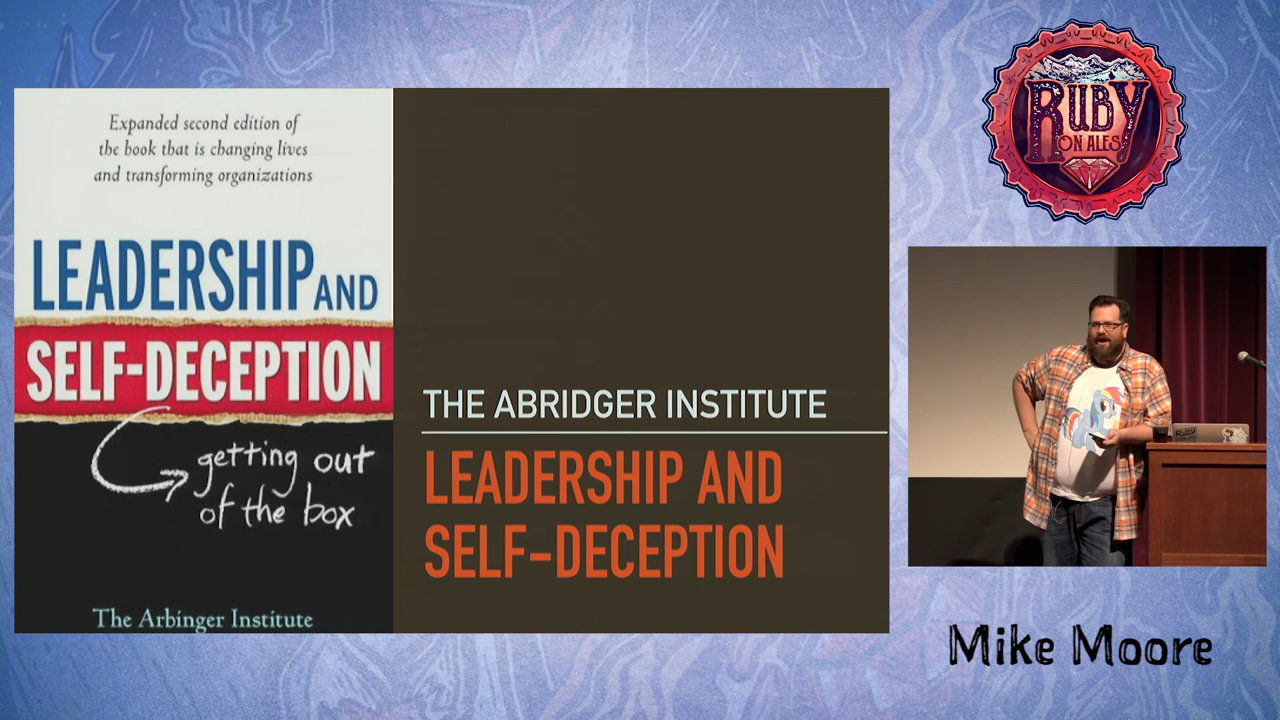 Expanded second edition of
the book that is changing lives
and transforming organizations
LEADERSHIP AND
SELF-DECEPTION
getting out
of the box
The Arbinger Institute
THE ABRIDGER INSTITUTE
LEADERSHIP AND
SELF-DECEPTION
RUBY
ON ALES
Mike Moore